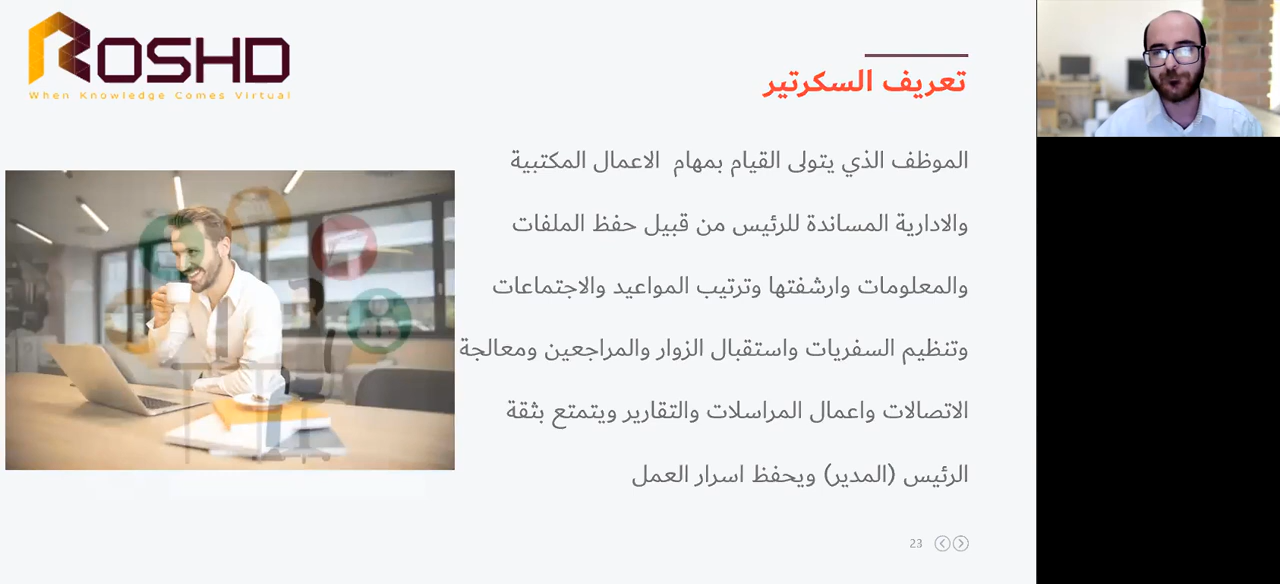 ROSHD
When Knowledge Comes Virtual
تعريف السكرتير
الموظف الذي يتولى القيام بمهام الاعمال المكتبية
والادارية المساندة للرئيس من قبيل حفظ الملفات
والمعلومات وارشفتها وترتيب المواعيد والاجتماعات
وتنظيم السفريات واستقبال الزوار والمراجعين ومعالجة
الاتصالات واعمال المراسلات والتقارير ويتمتع بثقة
الرئيس (المدير) ويحفظ اسرار العمل
23